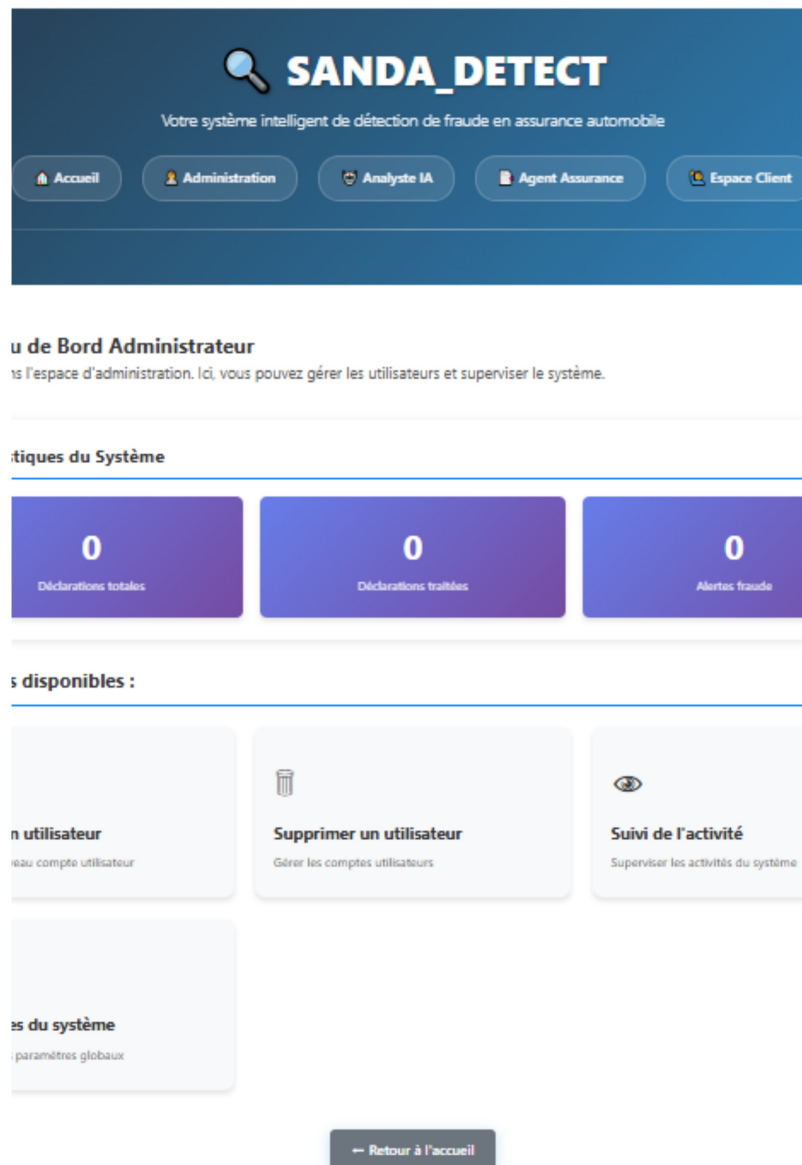 SANDA_DETECT
Votre système intelligent de détection de fraude en assurance automobile
Accueil Administration Analyste IA Agent Assurance Espace Client
u de Bord Administrateur
ns l'espace d'administration. Ici, vous pouvez gérer les utilisateurs et superviser le système.
tiques du Système
0 0 0
Déclarations totales Déclarations traitées Alertes fraude
s disponibles :
n utilisateur Supprimer un utilisateur Suivi de l'activité
veau compte utilisateur Gérer les comptes utilisateurs Superviser les activités du système
es du système
paramètres globaux
← Retour à l'accueil